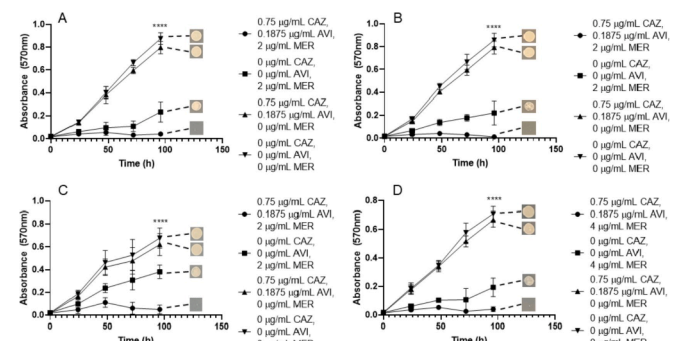 A
Absorbance (570nm)
1.0
0.8
0.6
0.4
0.2
0.0
0
50
100
150
Time (h)
****
0.75 µg/mL CAZ,
0.1875 µg/mL AVI,
2 µg/mL MER
0 µg/mL CAZ,
0 µg/mL AVI,
2 µg/mL MER
0.75 µg/mL CAZ,
0.1875 µg/mL AVI,
0 µg/mL MER
0 µg/mL CAZ,
0 µg/mL AVI,
0 µg/mL MER
B
Absorbance (570nm)
1.0
0.8
0.6
0.4
0.2
0.0
0
50
100
150
Time (h)
****
0.75 µg/mL CAZ,
0.1875 µg/mL AVI,
2 µg/mL MER
0 µg/mL CAZ,
0 µg/mL AVI,
2 µg/mL MER
0.75 µg/mL CAZ,
0.1875 µg/mL AVI,
0 µg/mL MER
0 µg/mL CAZ,
0 µg/mL AVI,
0 µg/mL MER
C
Absorbance (570nm)
1.0
0.8
0.6
0.4
0.2
0.0
0
50
100
150
Time (h)
****
0.75 µg/mL CAZ,
0.1875 µg/mL AVI,
2 µg/mL MER
0 µg/mL CAZ,
0 µg/mL AVI,
2 µg/mL MER
0.75 µg/mL CAZ,
0.1875 µg/mL AVI,
0 µg/mL MER
0 µg/mL CAZ,
0 µg/mL AVI,
D
Absorbance (570nm)
0.8
0.6
0.4
0.2
0.0
0
50
100
150
Time (h)
****
0.75 µg/mL CAZ,
0.1875 µg/mL AVI,
4 µg/mL MER
0 µg/mL CAZ,
0 µg/mL AVI,
4 µg/mL MER
0.75 µg/mL CAZ,
0.1875 µg/mL AVI,
0 µg/mL MER
0 µg/mL CAZ,
0 µg/mL AVI,